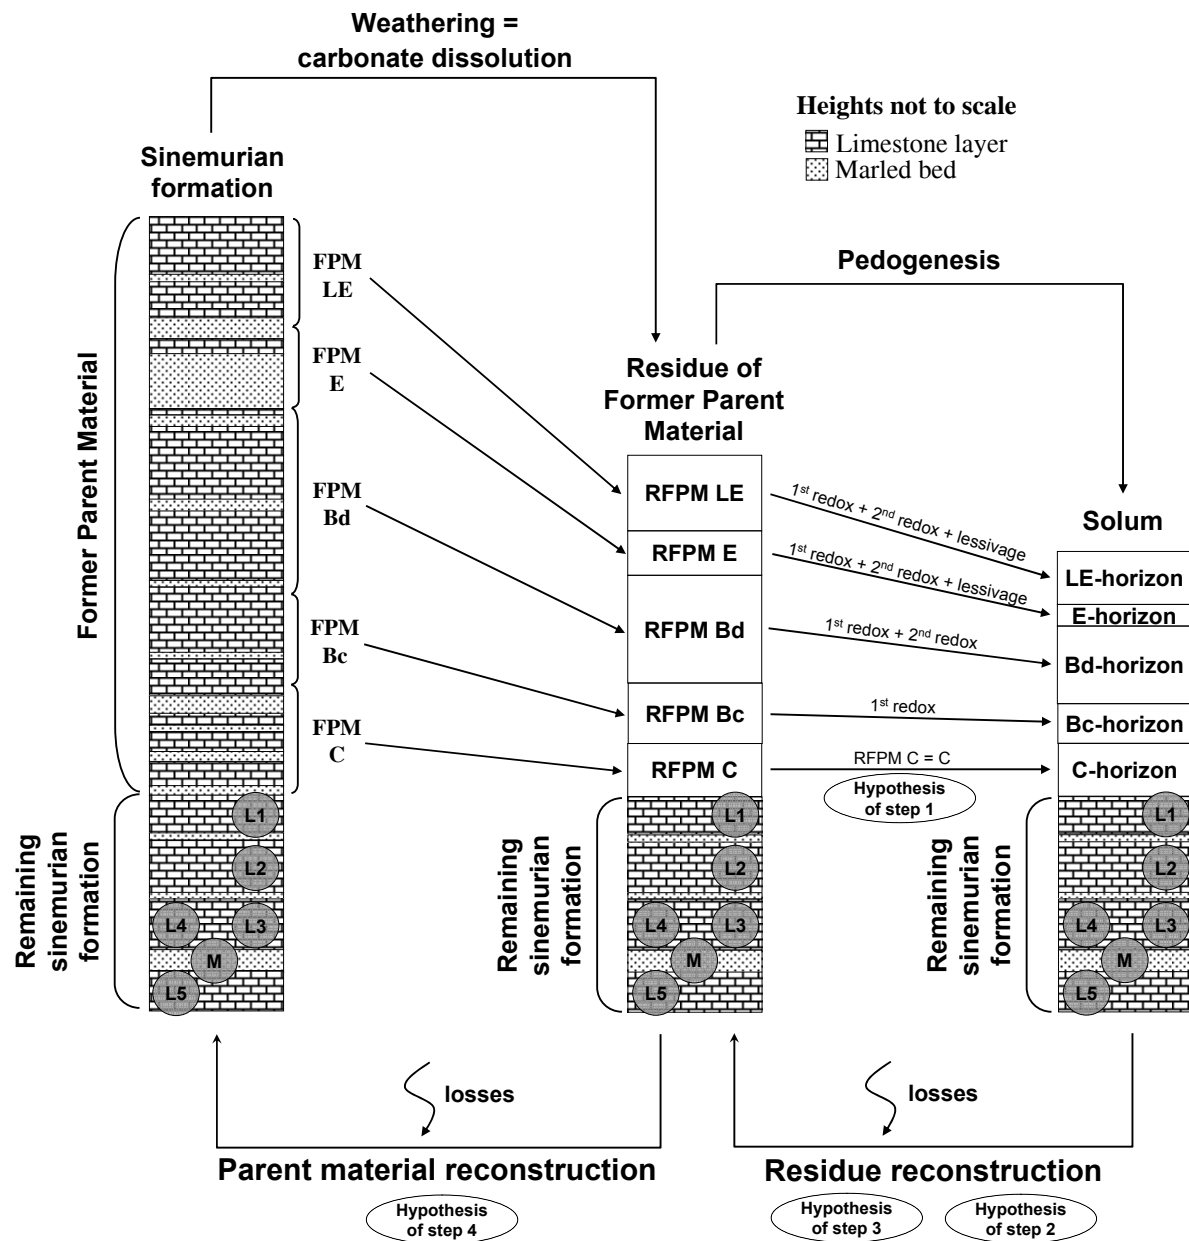 Weathering =
carbonate dissolution
Heights not to scale
Limestone layer
Marled bed
Sinemurian
formation
Pedogenesis
FPM
LE
FPM
E
FPM
Bd
FPM
Bc
FPM
C
Former Parent Material
Remaining
sinemurian
formation
L1
L2
L4
L3
M
L5
Residue of
Former Parent
Material
RFPM LE
RFPM E
RFPM Bd
RFPM Bc
RFPM C
1st redox + 2nd redox + lessivage
1st redox + 2nd redox + lessivage
1st redox + 2nd redox
1st redox
RFPM C = C
Hypothesis
of step 1
Remaining
sinemurian
formation
L1
L2
L4
L3
M
L5
Solum
LE-horizon
E-horizon
Bd-horizon
Bc-horizon
C-horizon
Remaining
sinemurian
formation
L1
L2
L4
L3
M
L5
losses
losses
Parent material reconstruction
Residue reconstruction
Hypothesis
of step 4
Hypothesis
of step 3
Hypothesis
of step 2